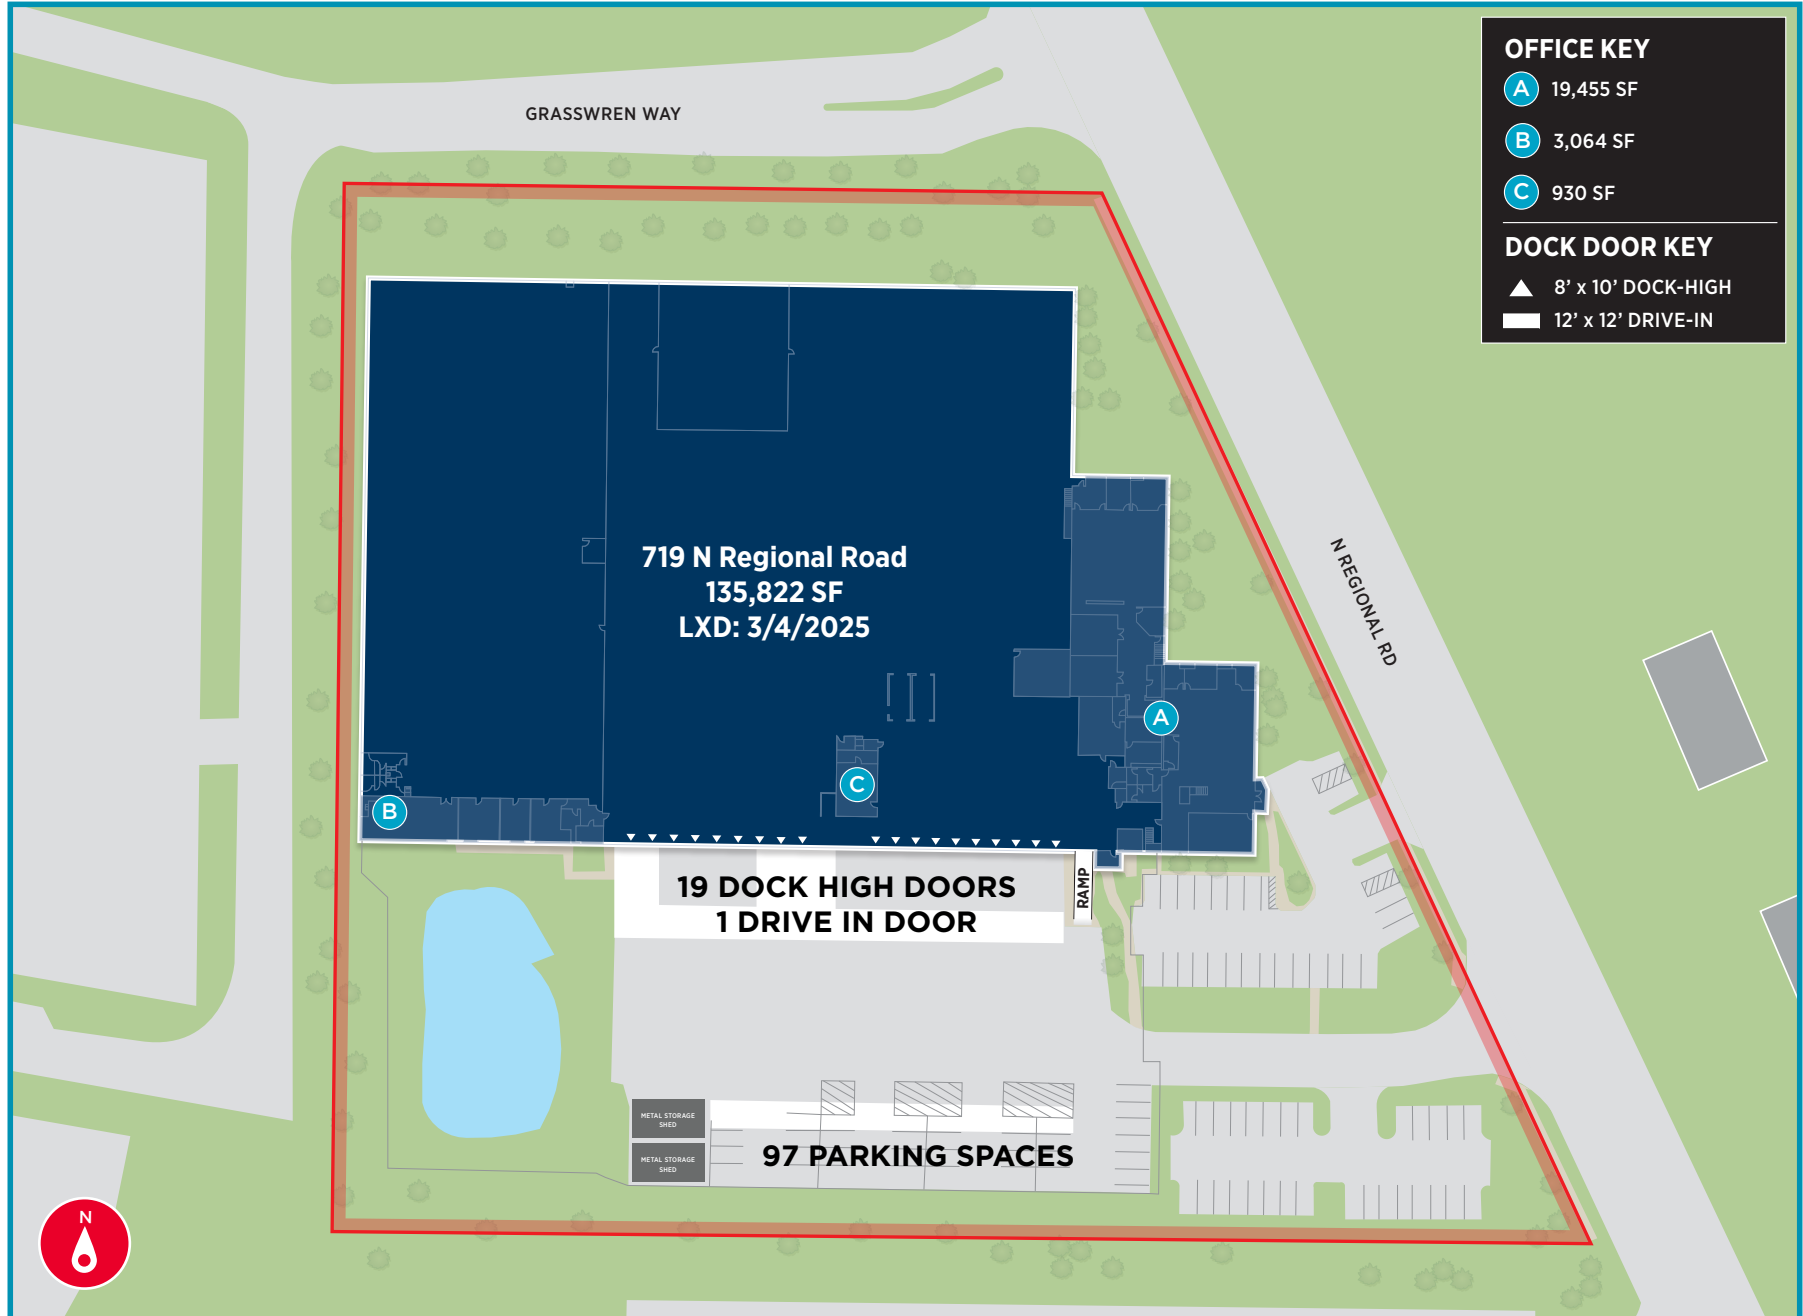 GRASSWREN WAY
OFFICE KEY
A 19,455 SF
B 3,064 SF
C 930 SF
DOCK DOOR KEY
8’ x 10’ DOCK-HIGH
12’ x 12’ DRIVE-IN
719 N Regional Road
135,822 SF
LXD: 3/4/2025
N REGIONAL RD
A
C
B
19 DOCK HIGH DOORS
1 DRIVE IN DOOR
RAMP
METAL STORAGE
SHED
METAL STORAGE
SHED
97 PARKING SPACES
N